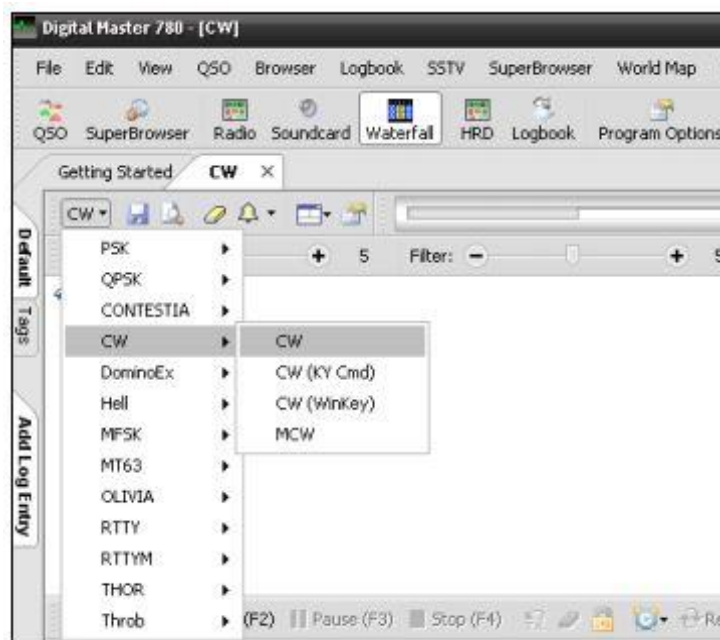 Digital Master 780 - [CW]
File Edit View QSO Browser Logbook SSTV SuperBrowser World Map
QSO SuperBrowser Radio Soundcard Waterfall HRD Logbook Program Options
Getting Started CW ×
CW
Default
Tags
Add Log Entry
+ 5 Filter: − +
PSK
QPSK
CONTESTIA
CW
DominoEx
Hell
MFSK
MT63
OLIVIA
RTTY
RTTYM
THOR
Throb
CW
CW (KY Cmd)
CW (WinKey)
MCW
(F2) Pause (F3) Stop (F4)